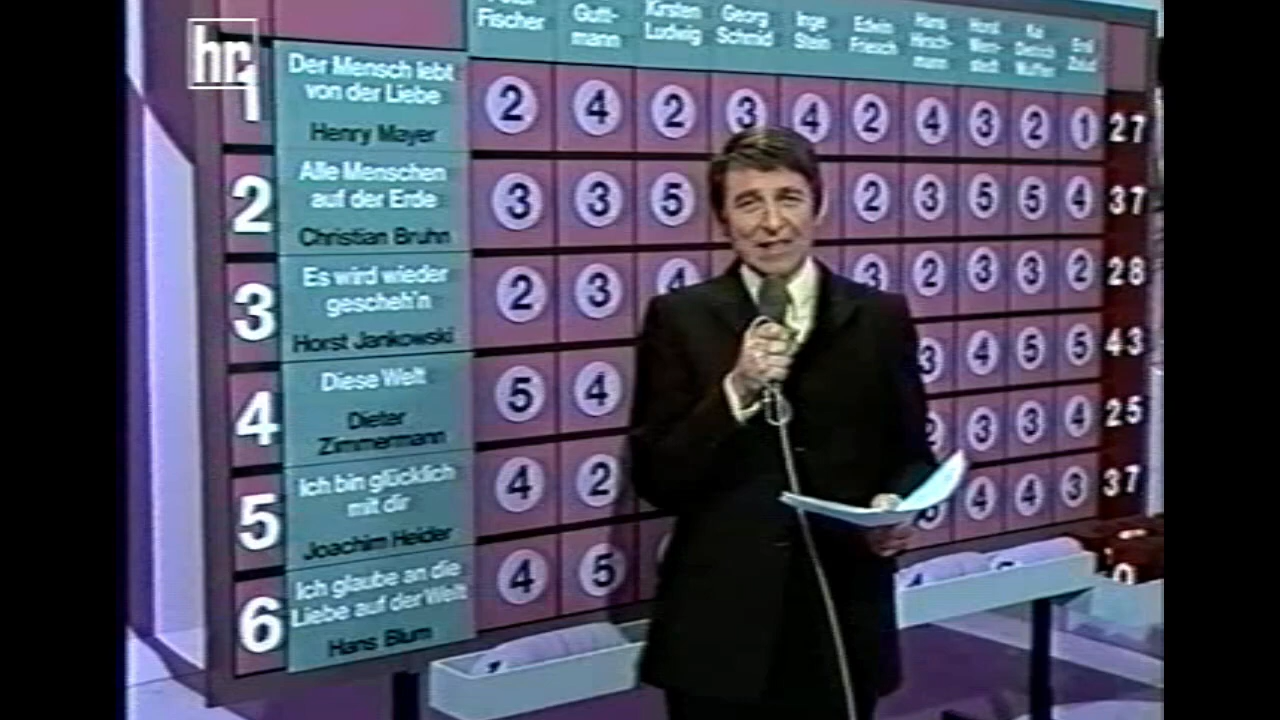 hr
Fischer
Gutt-
mann
Kirsten
Ludwig
Georg
Schmid
Inge
Stein
Edwin
Friesch
Hans
Hirsch-
mann
Horst
1
Der Mensch lebt
von der Liebe
Henry Mayer
2 4 2 3 4 2 4 3 2 1 27
2
Alle Menschen
auf der Erde
Christian Bruhn
3 3 5 2 3 5 5 4 37
3
Es wird wieder
gescheh'n
Horst Jankowski
2 3 4 3 2 3 3 2 28
4
Diese Welt
Dieter
Zimmermann
5 4 3 4 5 5 43
5
Ich bin glücklich
mit dir
Joachim Heider
4 2 2 3 3 4 25
6
Ich glaube an die
Liebe auf der Welt
Hans Blum
4 5 4 4 3 37